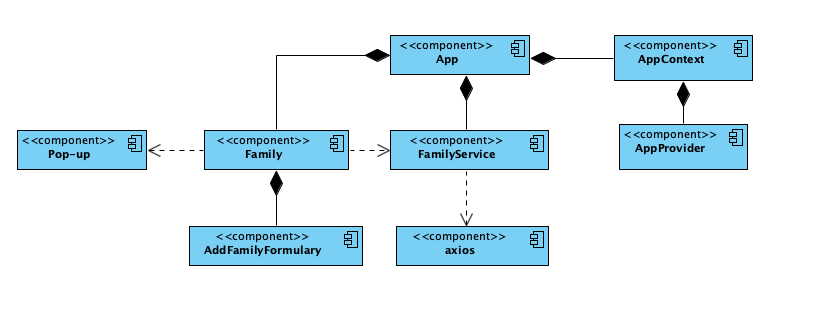 <<component>>
App
<<component>>
AppContext
<<component>>
Pop-up
<<component>>
Family
<<component>>
FamilyService
<<component>>
AppProvider
<<component>>
AddFamilyFormulary
<<component>>
axios